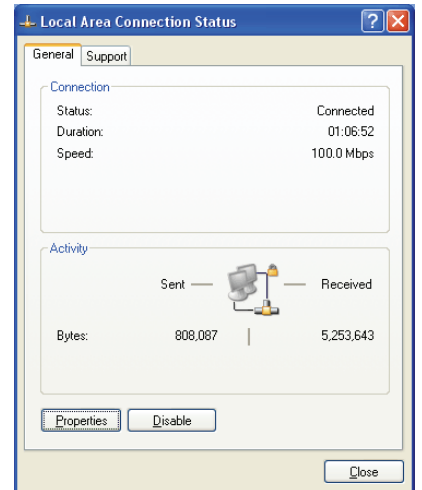 Local Area Connection Status
General Support
Connection
Status: Connected
Duration: 01:06:52
Speed: 100.0 Mbps
Activity
Sent — — Received
Bytes: 808,087 | 5,253,643
Properties Disable
Close